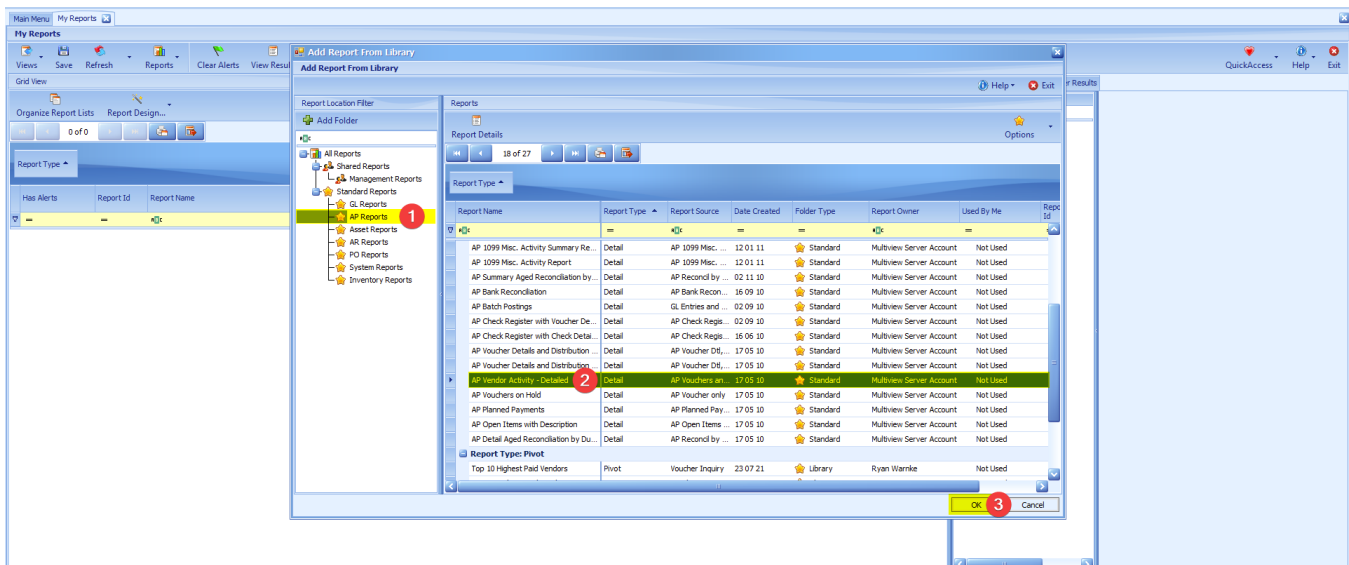 Main Menu My Reports
My Reports
Views Save Refresh Reports Clear Alerts View Resul
QuickAccess Help Exit
Grid View
Organize Report Lists Report Design...
0 of 0
Report Type
Has Alerts Report Id Report Name
= =
Add Report From Library
Add Report From Library
Help Exit
Report Location Filter
Add Folder
All Reports
Shared Reports
Management Reports
Standard Reports
GL Reports
AP Reports 1
Asset Reports
AR Reports
PO Reports
System Reports
Inventory Reports
Reports
Report Details
Options
18 of 27
Report Type
Report Name Report Type Report Source Date Created Folder Type Report Owner Used By Me Repo Id
= = = =
AP 1099 Misc. Activity Summary Re... Detail AP 1099 Misc. ... 12 01 11 Standard Multiview Server Account Not Used
AP 1099 Misc. Activity Report Detail AP 1099 Misc. ... 12 01 11 Standard Multiview Server Account Not Used
AP Summary Aged Reconciliation by... Detail AP Reconcil by ... 02 11 10 Standard Multiview Server Account Not Used
AP Bank Reconciliation Detail AP Bank Recon... 16 09 10 Standard Multiview Server Account Not Used
AP Batch Postings Detail GL Entries and ... 02 09 10 Standard Multiview Server Account Not Used
AP Check Register with Voucher De... Detail AP Check Regis... 02 09 10 Standard Multiview Server Account Not Used
AP Check Register with Check Detai... Detail AP Check Regis... 16 06 10 Standard Multiview Server Account Not Used
AP Voucher Details and Distribution ... Detail AP Voucher Dtl,... 17 05 10 Standard Multiview Server Account Not Used
AP Voucher Details and Distribution Detail AP Voucher Dtl,... 17 05 10 Standard Multiview Server Account Not Used
AP Vendor Activity - Detailed 2 Detail AP Vouchers an... 17 05 10 Standard Multiview Server Account Not Used
AP Vouchers on Hold Detail AP Voucher only 17 05 10 Standard Multiview Server Account Not Used
AP Planned Payments Detail AP Planned Pay... 17 05 10 Standard Multiview Server Account Not Used
AP Open Items with Description Detail AP Open Items ... 17 05 10 Standard Multiview Server Account Not Used
AP Detail Aged Reconciliation by Du... Detail AP Reconcil by ... 17 05 10 Standard Multiview Server Account Not Used
Report Type: Pivot
Top 10 Highest Paid Vendors Pivot Voucher Inquiry 23 07 21 Library Ryan Warnke Not Used
OK 3 Cancel
r Results